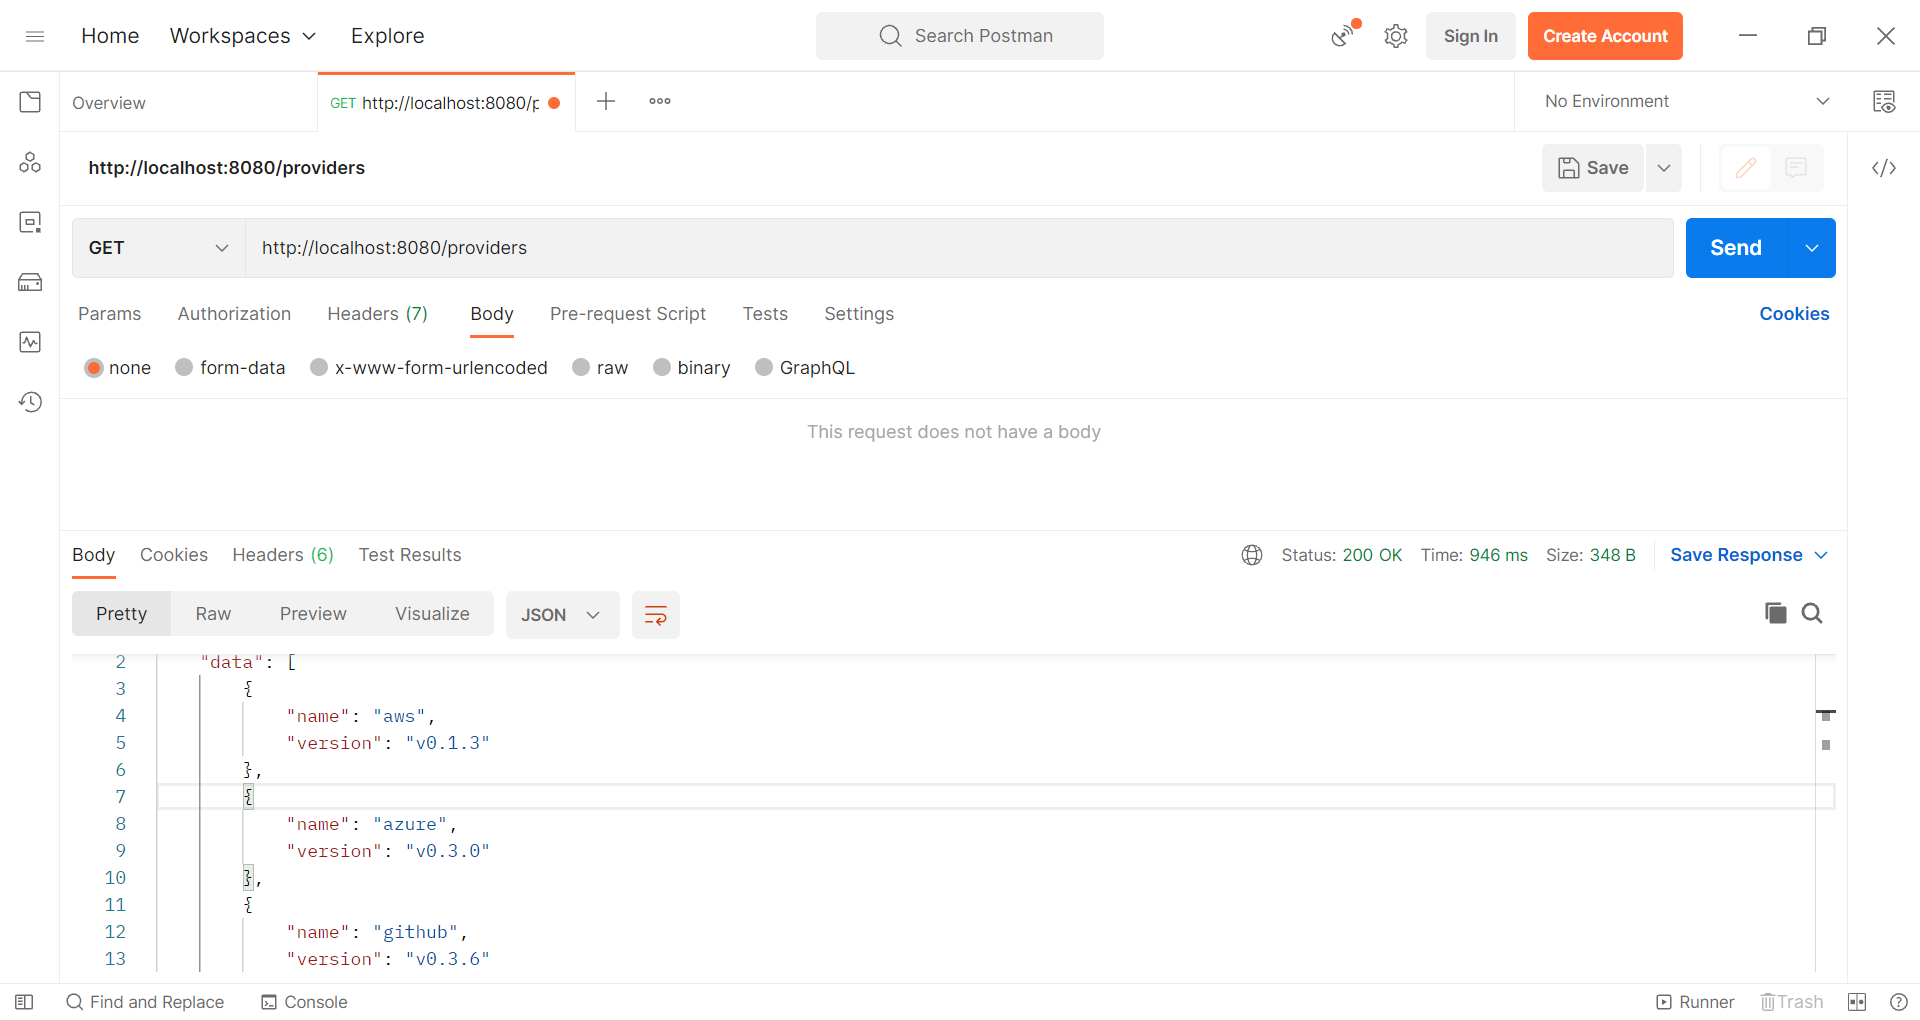 Home Workspaces Explore Search Postman Sign In Create Account
Overview GET http://localhost:8080/p No Environment
http://localhost:8080/providers Save
GET http://localhost:8080/providers Send
Params Authorization Headers (7) Body Pre-request Script Tests Settings Cookies
none form-data x-www-form-urlencoded raw binary GraphQL
This request does not have a body
Body Cookies Headers (6) Test Results Status: 200 OK Time: 946 ms Size: 348 B Save Response
Pretty Raw Preview Visualize JSON
2 "data": [
3 {
4 "name": "aws",
5 "version": "v0.1.3"
6 },
7 {
8 "name": "azure",
9 "version": "v0.3.0"
10 },
11 {
12 "name": "github",
13 "version": "v0.3.6"
Find and Replace Console Runner Trash